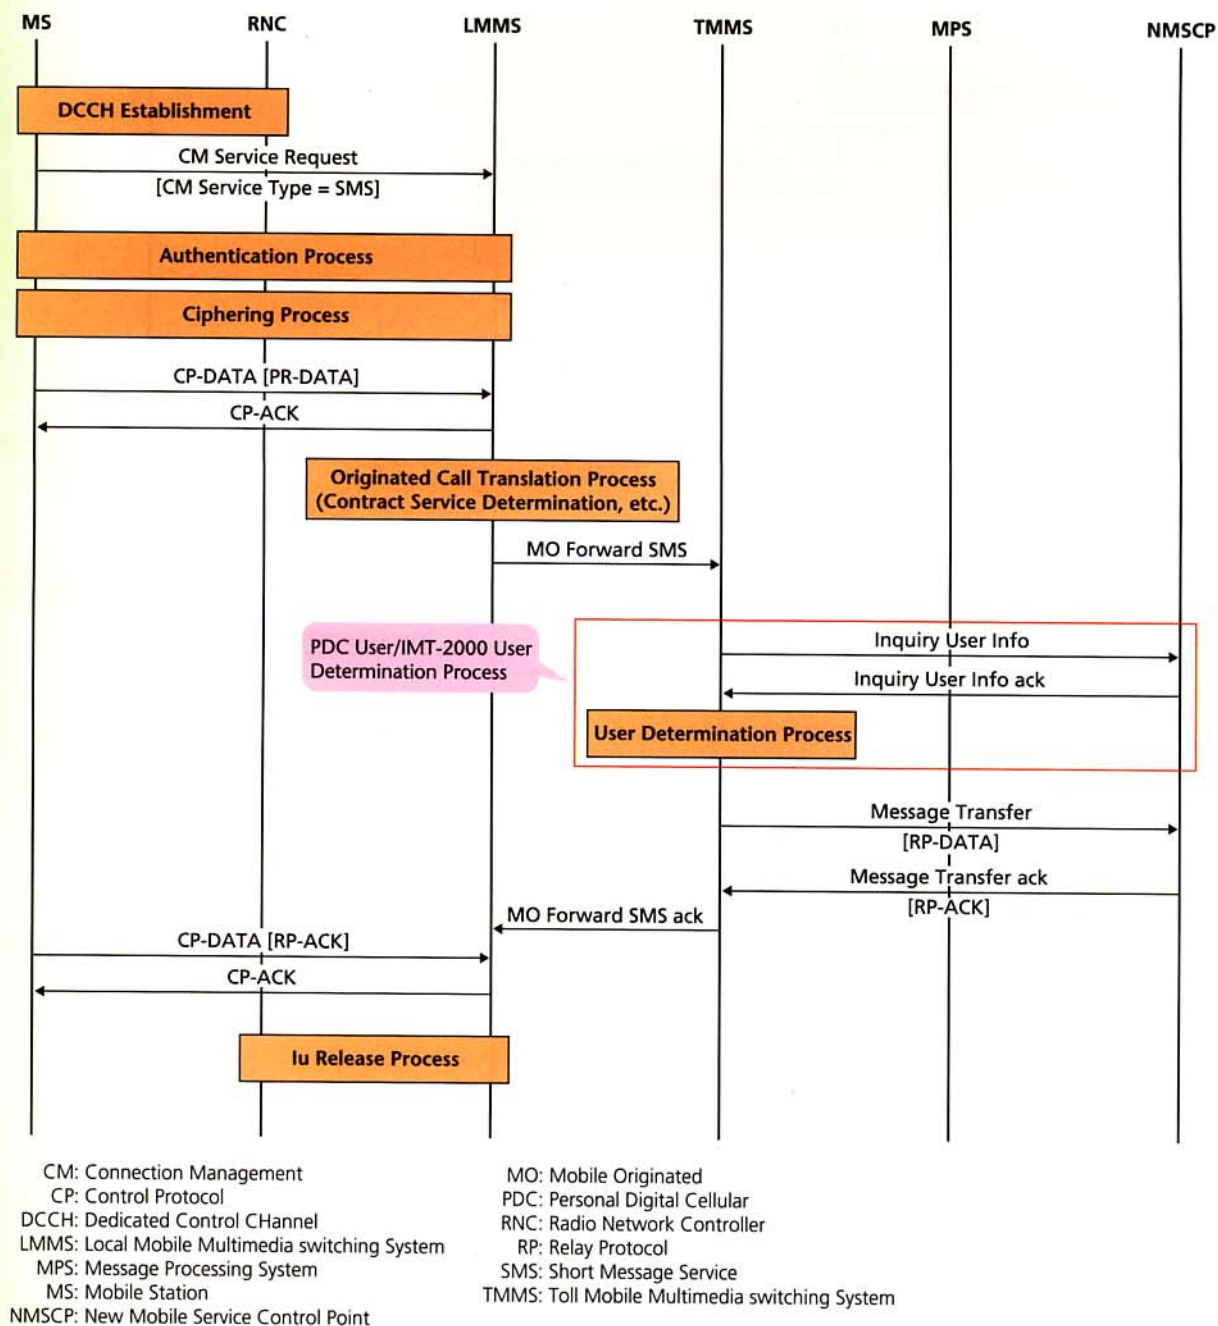 MS RNC LMMS TMMS MPS NMSCP
DCCH Establishment
CM Service Request
[CM Service Type = SMS]
Authentication Process
Ciphering Process
CP-DATA [PR-DATA]
CP-ACK
Originated Call Translation Process
(Contract Service Determination, etc.)
MO Forward SMS
PDC User/IMT-2000 User
Determination Process
Inquiry User Info
Inquiry User Info ack
User Determination Process
Message Transfer
[RP-DATA]
Message Transfer ack
[RP-ACK]
MO Forward SMS ack
CP-DATA [RP-ACK]
CP-ACK
Iu Release Process
CM: Connection Management
CP: Control Protocol
DCCH: Dedicated Control CHannel
LMMS: Local Mobile Multimedia switching System
MPS: Message Processing System
MS: Mobile Station
NMSCP: New Mobile Service Control Point
MO: Mobile Originated
PDC: Personal Digital Cellular
RNC: Radio Network Controller
RP: Relay Protocol
SMS: Short Message Service
TMMS: Toll Mobile Multimedia switching System